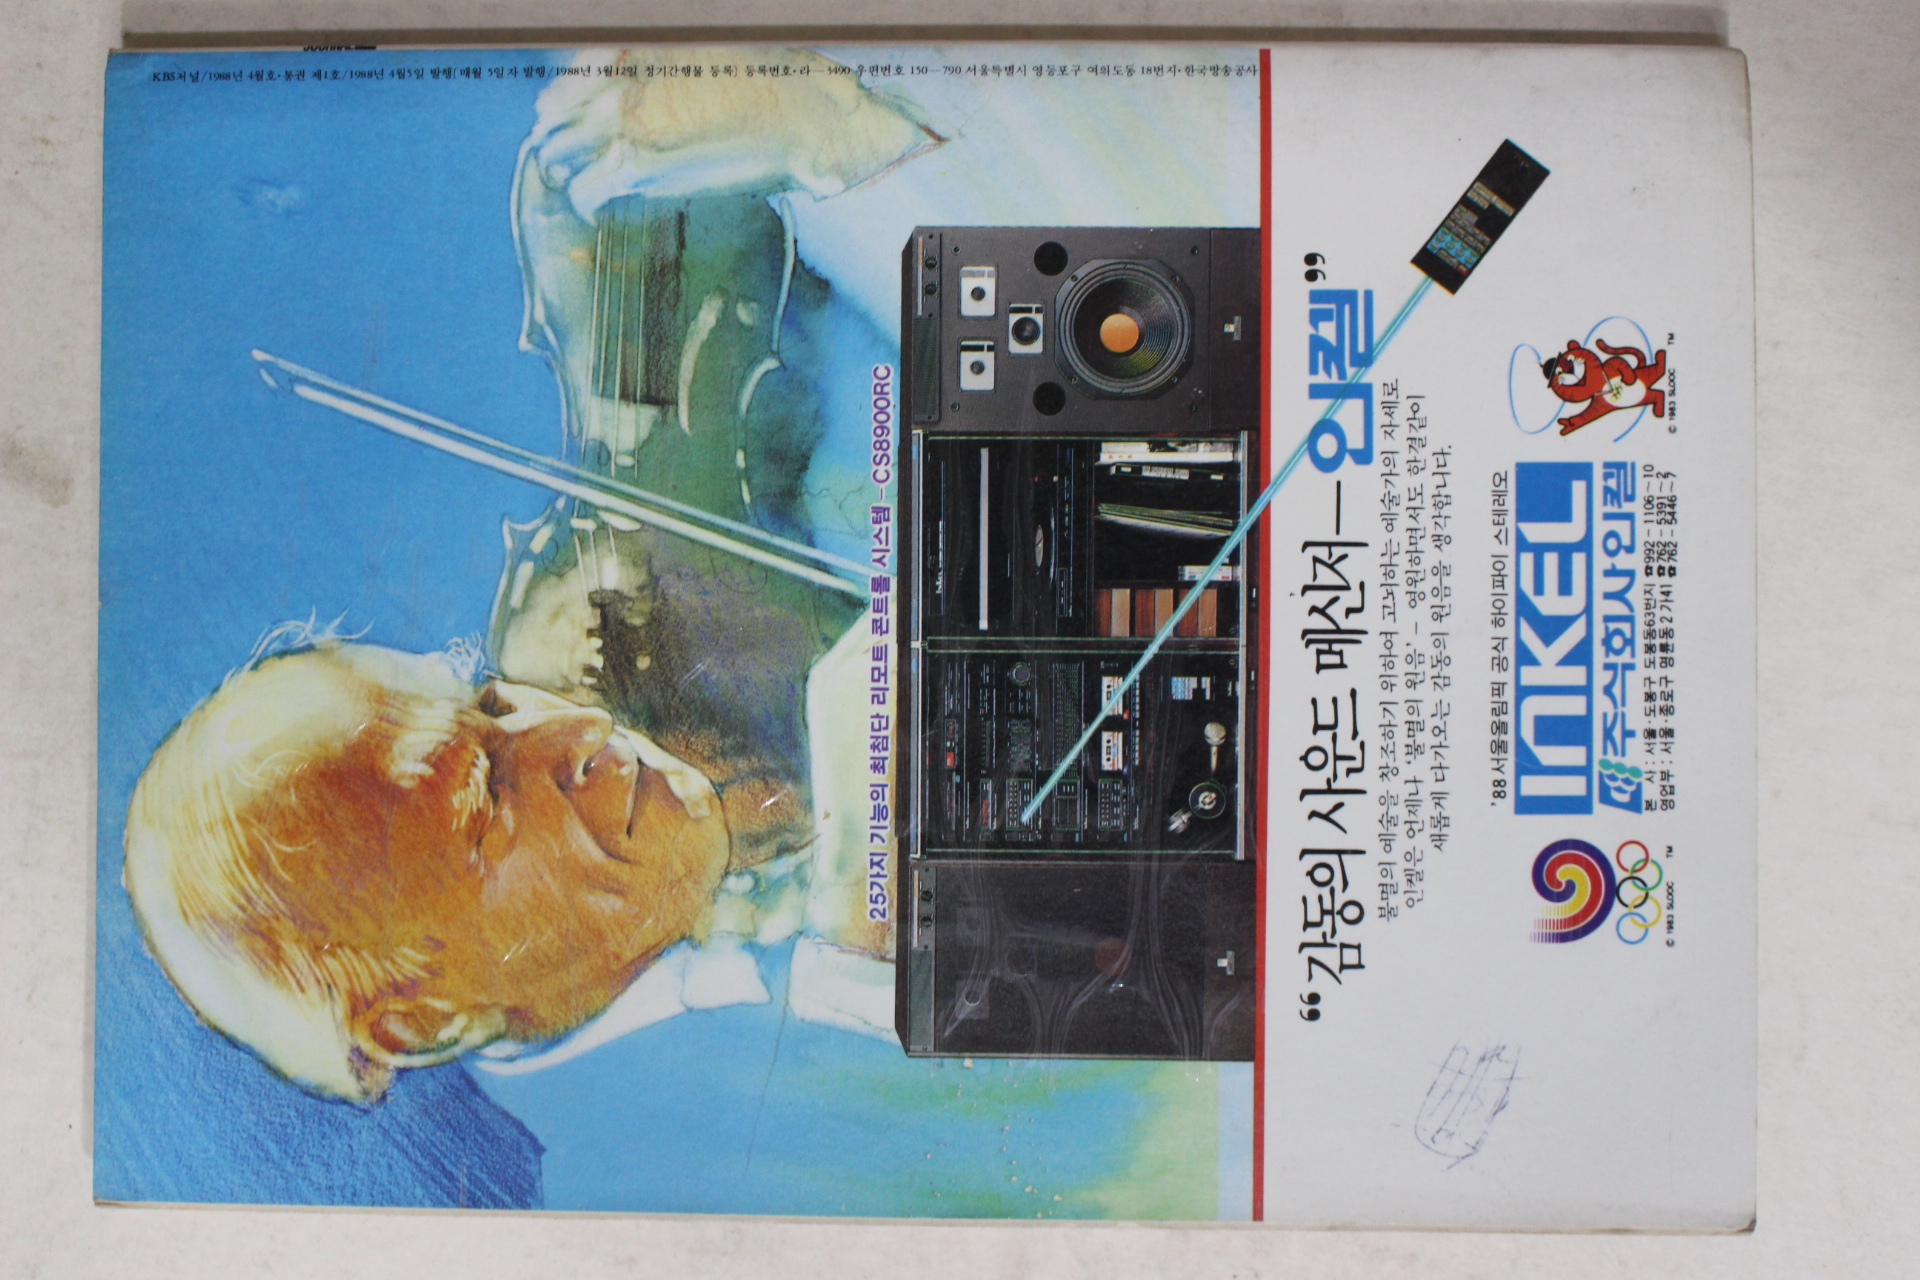 KBS저널/1988년 4월호·통권 제1호/1988년 4월5일 발행[매월 5일자 발행/1988년 3월12일 정기간행물 등록] 등록번호·라—3490 우편번호 150—790 서울특별시 영등포구 여의도동 18번지·한국방송공사
25가지 기능의 최첨단 리모트 콘트롤 시스템-CS8900RC
“감동의 사운드 메신저—인켈”
불멸의 예술을 창조하기 위하여 고뇌하는 예술가의 자세로
인켈은 언제나 ‘불멸의 원음’ - 영원하면서도 한결같이
새롭게 다가오는 감동의 원음을 생각합니다.
'88서울올림픽 공식 하이파이 스테레오
INKEL
주식회사인켈
본 사 : 서울·도봉구 도봉동63번지 ☎992-1106~10
영업부 : 서울·종로구 명륜동2가41 ☎762-5391~2
☎762-5446~7
© 1983 SLOOC TM
© 1983 SLOOC TM